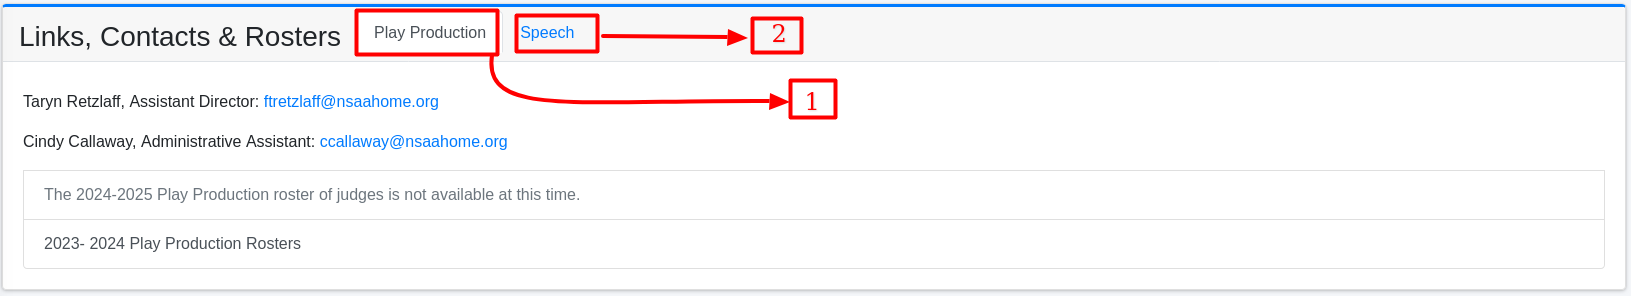 Links, Contacts & Rosters Play Production Speech 2
1
Taryn Retzlaff, Assistant Director: ftretzlaff@nsaahome.org
Cindy Callaway, Administrative Assistant: ccallaway@nsaahome.org
The 2024-2025 Play Production roster of judges is not available at this time.
2023- 2024 Play Production Rosters